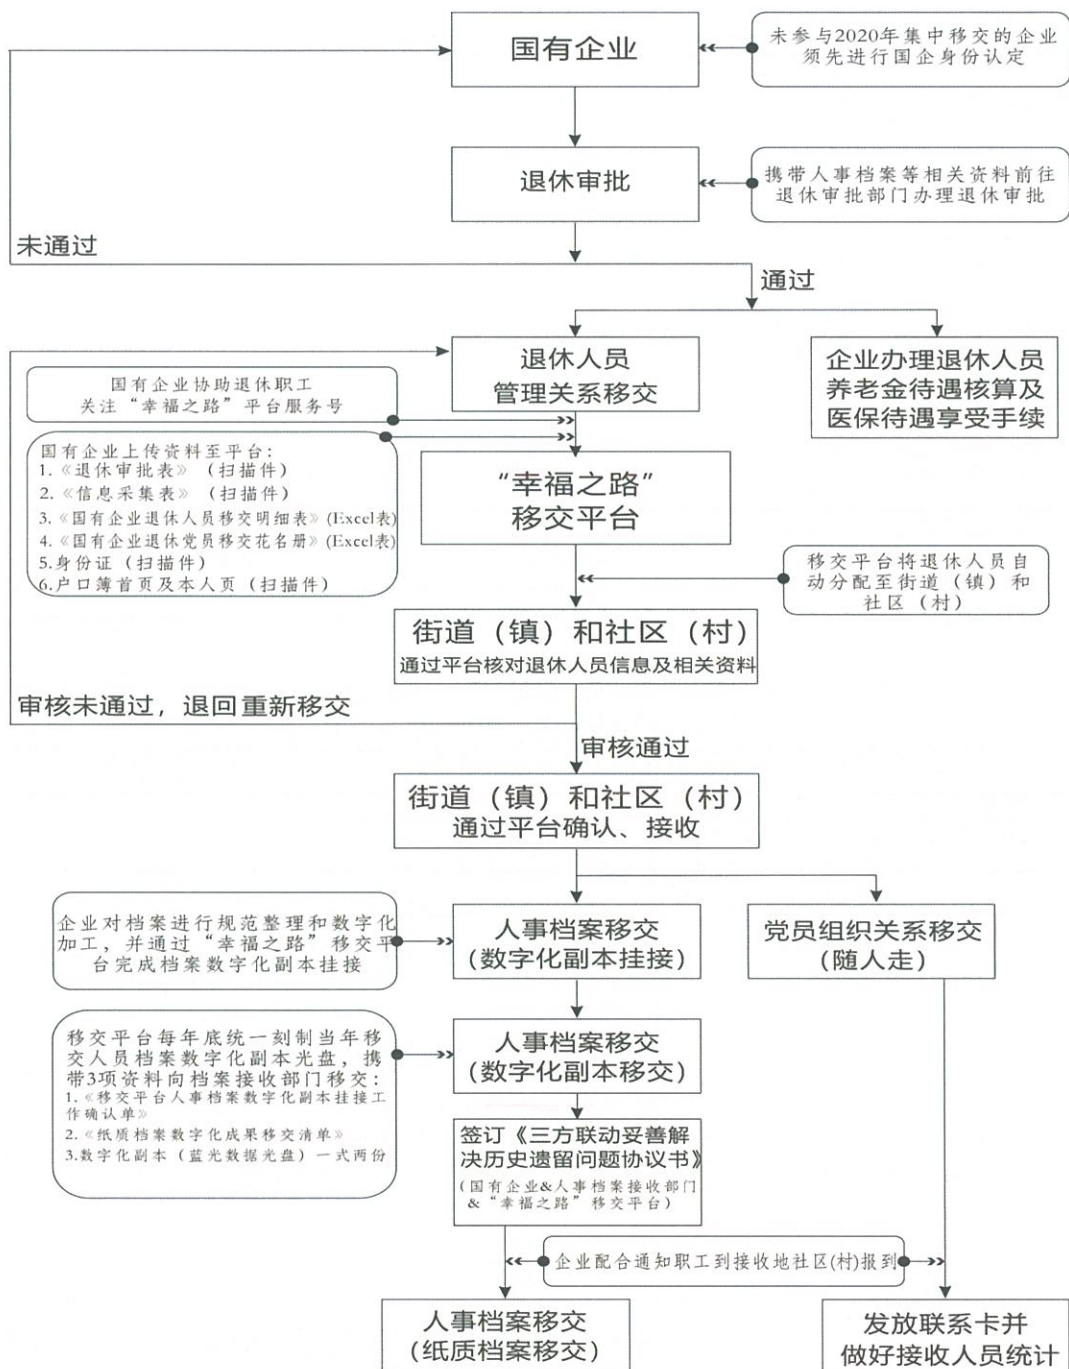 国有企业
未参与2020年集中移交的企业
须先进行国企身份认定
退休审批
携带人事档案等相关资料前往
退休审批部门办理退休审批
未通过
通过
退休人员
管理关系移交
企业办理退休人员
养老金待遇核算及
医保待遇享受手续
国有企业协助退休职工
关注“幸福之路”平台服务号
国有企业上传资料至平台：
1.《退休审批表》（扫描件）
2.《信息采集表》（扫描件）
3.《国有企业退休人员移交明细表》(Excel表)
4.《国有企业退休党员移交花名册》(Excel表)
5.身份证（扫描件）
6.户口簿首页及本人页（扫描件）
“幸福之路”
移交平台
移交平台将退休人员自
动分配至街道（镇）和
社区（村）
街道（镇）和社区（村）
通过平台核对退休人员信息及相关资料
审核未通过，退回重新移交
审核通过
街道（镇）和社区（村）
通过平台确认、接收
企业对档案进行规范整理和数字化
加工，并通过“幸福之路”移交平
台完成档案数字化副本挂接
人事档案移交
(数字化副本挂接)
党员组织关系移交
(随人走)
移交平台每年底统一刻制当年移
交人员档案数字化副本光盘，携
带3项资料向档案接收部门移交：
1.《移交平台人事档案数字化副本挂接工
作确认单》
2.《纸质档案数字化成果移交清单》
3.数字化副本（蓝光数据光盘）一式两份
人事档案移交
(数字化副本移交)
签订《三方联动妥善解
决历史遗留问题协议书》
(国有企业&人事档案接收部门
&“幸福之路”移交平台)
企业配合通知职工到接收地社区(村)报到
人事档案移交
(纸质档案移交)
发放联系卡并
做好接收人员统计